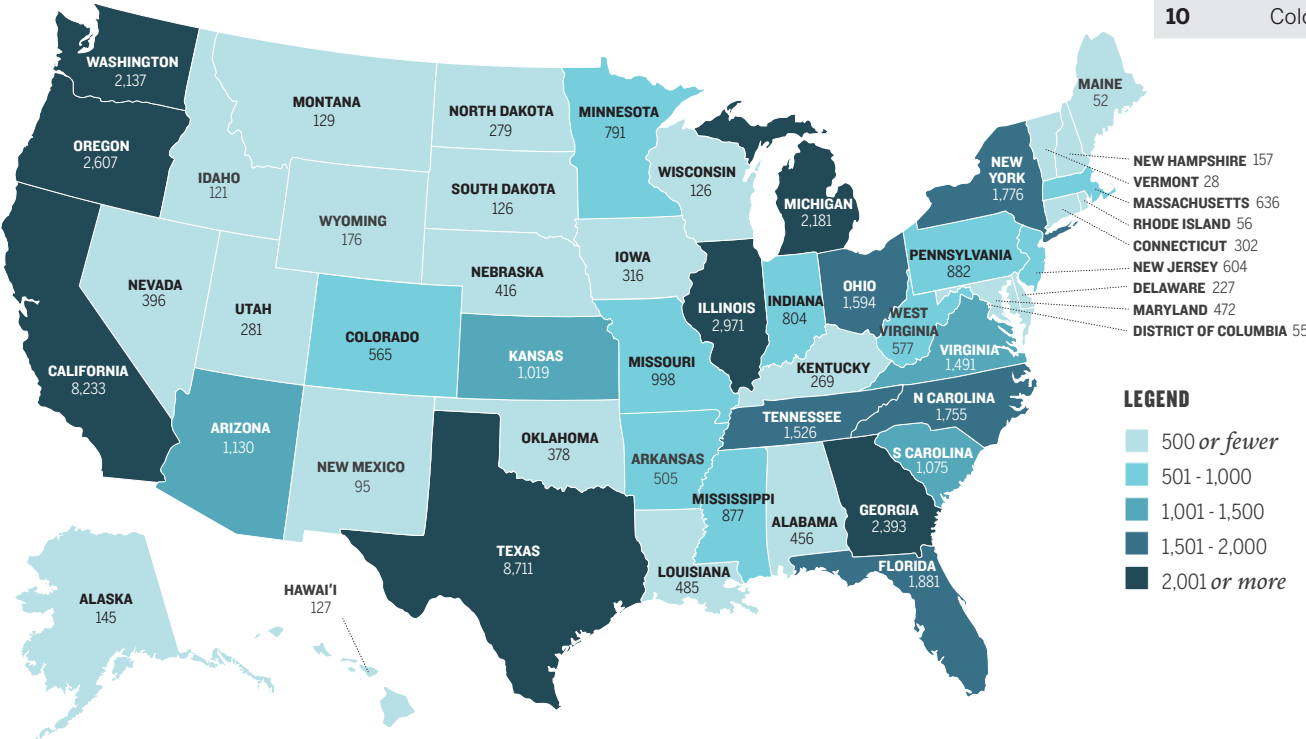 10 Colo
WASHINGTON
2,137
OREGON
2,607
CALIFORNIA
8,233
IDAHO
121
NEVADA
396
MONTANA
129
WYOMING
176
UTAH
281
ARIZONA
1,130
COLORADO
565
NEW MEXICO
95
NORTH DAKOTA
279
SOUTH DAKOTA
126
NEBRASKA
416
KANSAS
1,019
OKLAHOMA
378
TEXAS
8,711
MINNESOTA
791
IOWA
316
MISSOURI
998
ARKANSAS
505
LOUISIANA
485
WISCONSIN
126
ILLINOIS
2,971
MICHIGAN
2,181
INDIANA
804
OHIO
1,594
KENTUCKY
269
TENNESSEE
1,526
MISSISSIPPI
877
ALABAMA
456
GEORGIA
2,393
FLORIDA
1,881
S CAROLINA
1,075
N CAROLINA
1,755
VIRGINIA
1,491
WEST
VIRGINIA
577
PENNSYLVANIA
882
NEW
YORK
1,776
MAINE
52
NEW HAMPSHIRE 157
VERMONT 28
MASSACHUSETTS 636
RHODE ISLAND 56
CONNECTICUT 302
NEW JERSEY 604
DELAWARE 227
MARYLAND 472
DISTRICT OF COLUMBIA 55
ALASKA
145
HAWAI'I
127
LEGEND
500 or fewer
501 - 1,000
1,001 - 1,500
1,501 - 2,000
2,001 or more